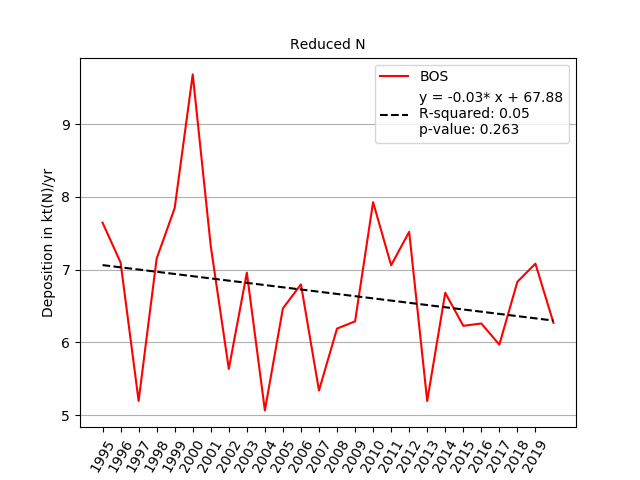 Reduced N
BOS
y = -0.03* x + 67.88
R-squared: 0.05
p-value: 0.263
Deposition in kt(N)/yr
9
8
7
6
5
1995 1996 1997 1998 1999 2000 2001 2002 2003 2004 2005 2006 2007 2008 2009 2010 2011 2012 2013 2014 2015 2016 2017 2018 2019